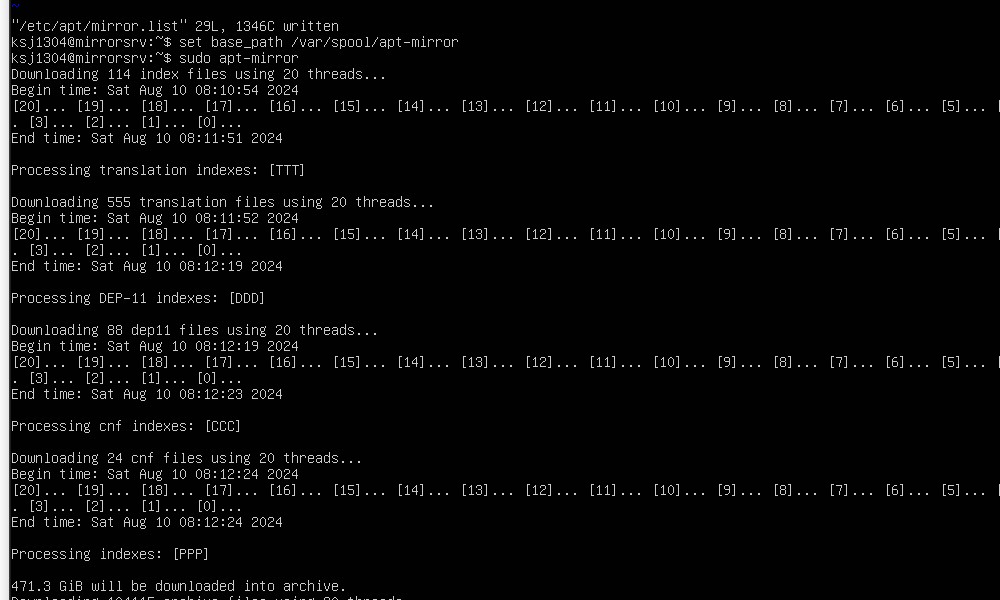 ~
"/etc/apt/mirror.list" 29L, 1346C written
ksj1304@mirrorsrv:~$ set base_path /var/spool/apt-mirror
ksj1304@mirrorsrv:~$ sudo apt-mirror
Downloading 114 index files using 20 threads...
Begin time: Sat Aug 10 08:10:54 2024
[20]... [19]... [18]... [17]... [16]... [15]... [14]... [13]... [12]... [11]... [10]... [9]... [8]... [7]... [6]... [5]... [
. [3]... [2]... [1]... [0]...
End time: Sat Aug 10 08:11:51 2024
Processing translation indexes: [TTT]
Downloading 555 translation files using 20 threads...
Begin time: Sat Aug 10 08:11:52 2024
[20]... [19]... [18]... [17]... [16]... [15]... [14]... [13]... [12]... [11]... [10]... [9]... [8]... [7]... [6]... [5]... [
. [3]... [2]... [1]... [0]...
End time: Sat Aug 10 08:12:19 2024
Processing DEP-11 indexes: [DDD]
Downloading 88 dep11 files using 20 threads...
Begin time: Sat Aug 10 08:12:19 2024
[20]... [19]... [18]... [17]... [16]... [15]... [14]... [13]... [12]... [11]... [10]... [9]... [8]... [7]... [6]... [5]... [
. [3]... [2]... [1]... [0]...
End time: Sat Aug 10 08:12:23 2024
Processing cnf indexes: [CCC]
Downloading 24 cnf files using 20 threads...
Begin time: Sat Aug 10 08:12:24 2024
[20]... [19]... [18]... [17]... [16]... [15]... [14]... [13]... [12]... [11]... [10]... [9]... [8]... [7]... [6]... [5]... [
. [3]... [2]... [1]... [0]...
End time: Sat Aug 10 08:12:24 2024
Processing indexes: [PPP]
471.3 GiB will be downloaded into archive.
Downloading archive files using 20 threads...